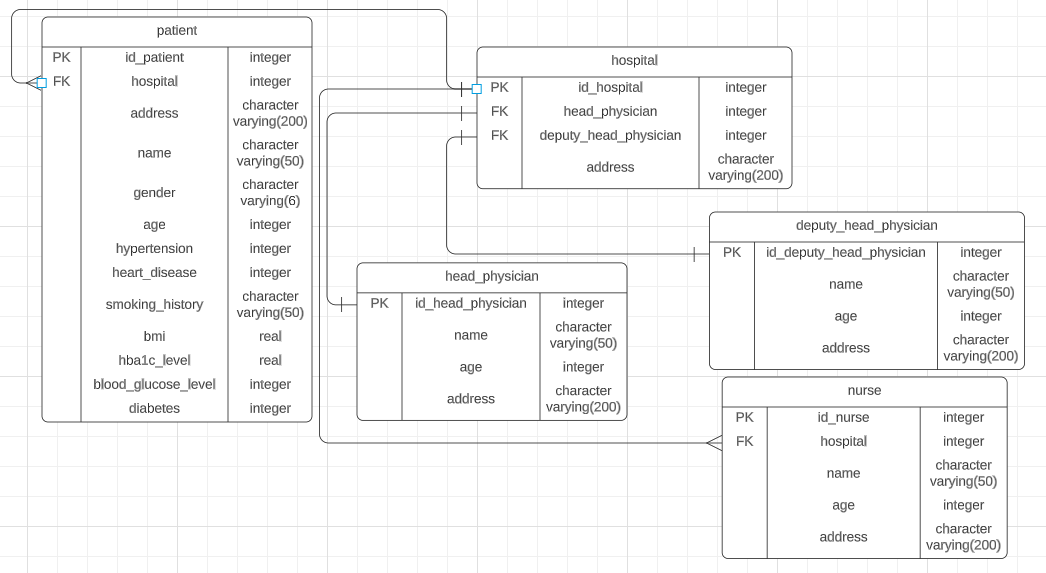 patient
PK id_patient integer
FK hospital integer
address character
varying(200)
name character
varying(50)
gender character
varying(6)
age integer
hypertension integer
heart_disease integer
smoking_history character
varying(50)
bmi real
hba1c_level real
blood_glucose_level integer
diabetes integer
hospital
PK id_hospital integer
FK head_physician integer
FK deputy_head_physician integer
address character
varying(200)
head_physician
PK id_head_physician integer
name character
varying(50)
age integer
address character
varying(200)
deputy_head_physician
PK id_deputy_head_physician integer
name character
varying(50)
age integer
address character
varying(200)
nurse
PK id_nurse integer
FK hospital integer
name character
varying(50)
age integer
address character
varying(200)